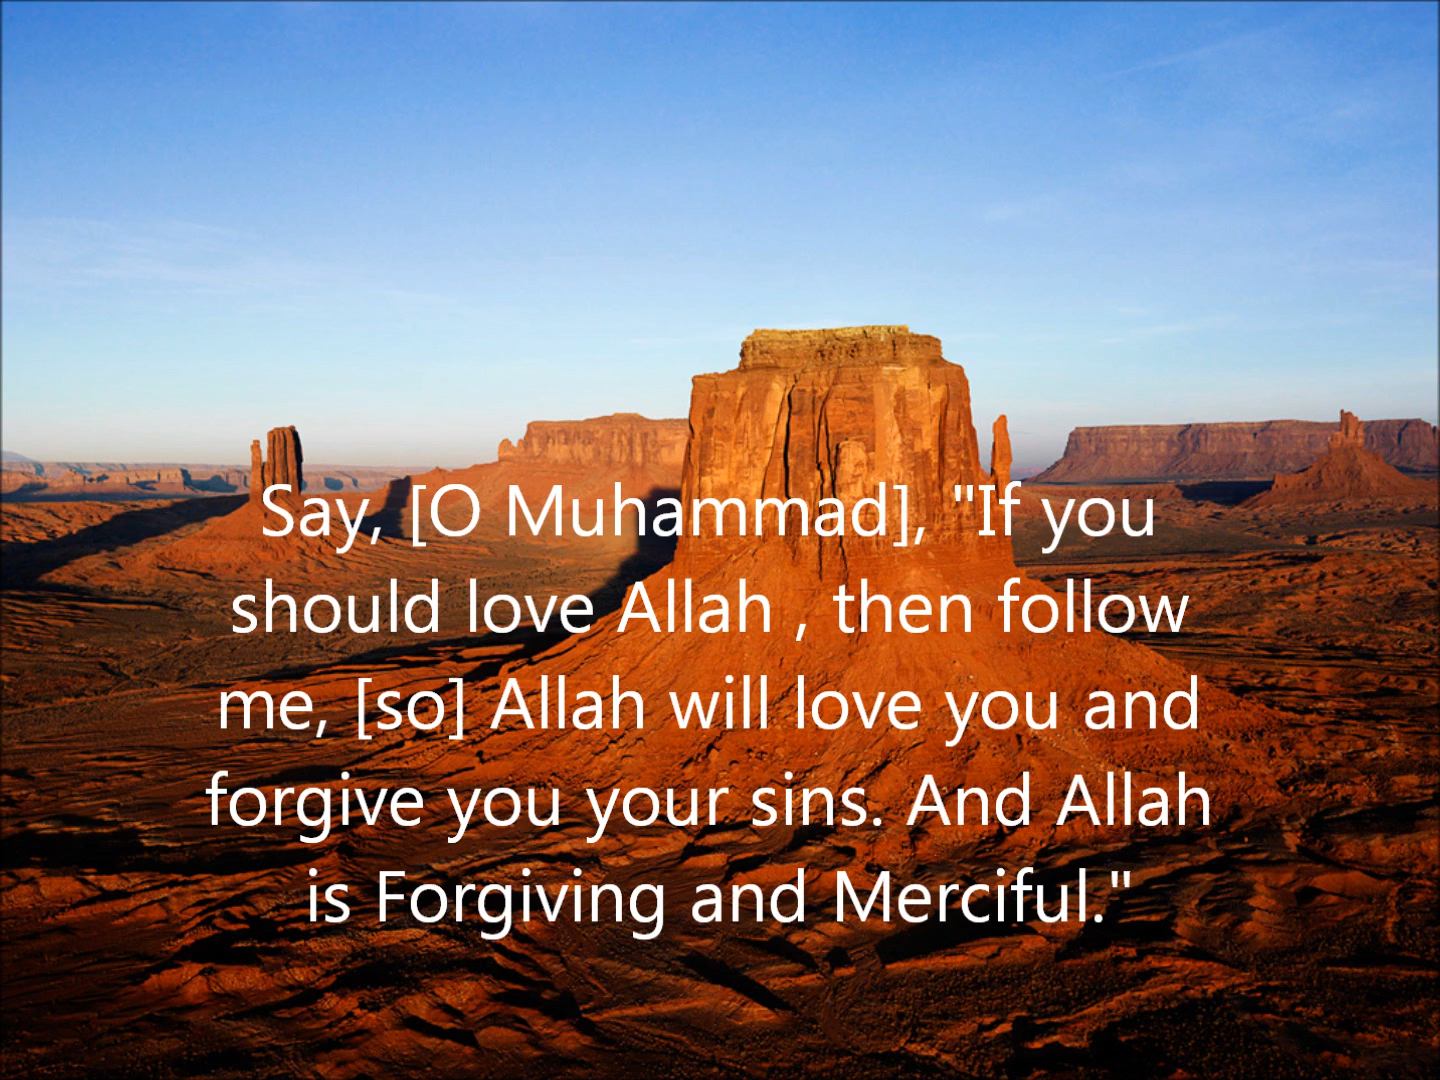 Say, [O Muhammad], "If you
should love Allah , then follow
me, [so] Allah will love you and
forgive you your sins. And Allah
is Forgiving and Merciful."